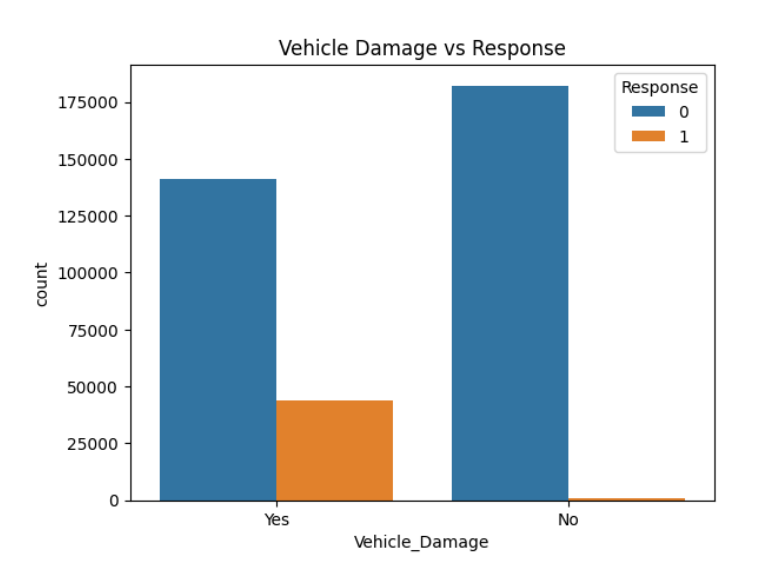 Vehicle Damage vs Response
Response
0
1
175000
150000
125000
100000
75000
50000
25000
0
count
Yes
No
Vehicle_Damage